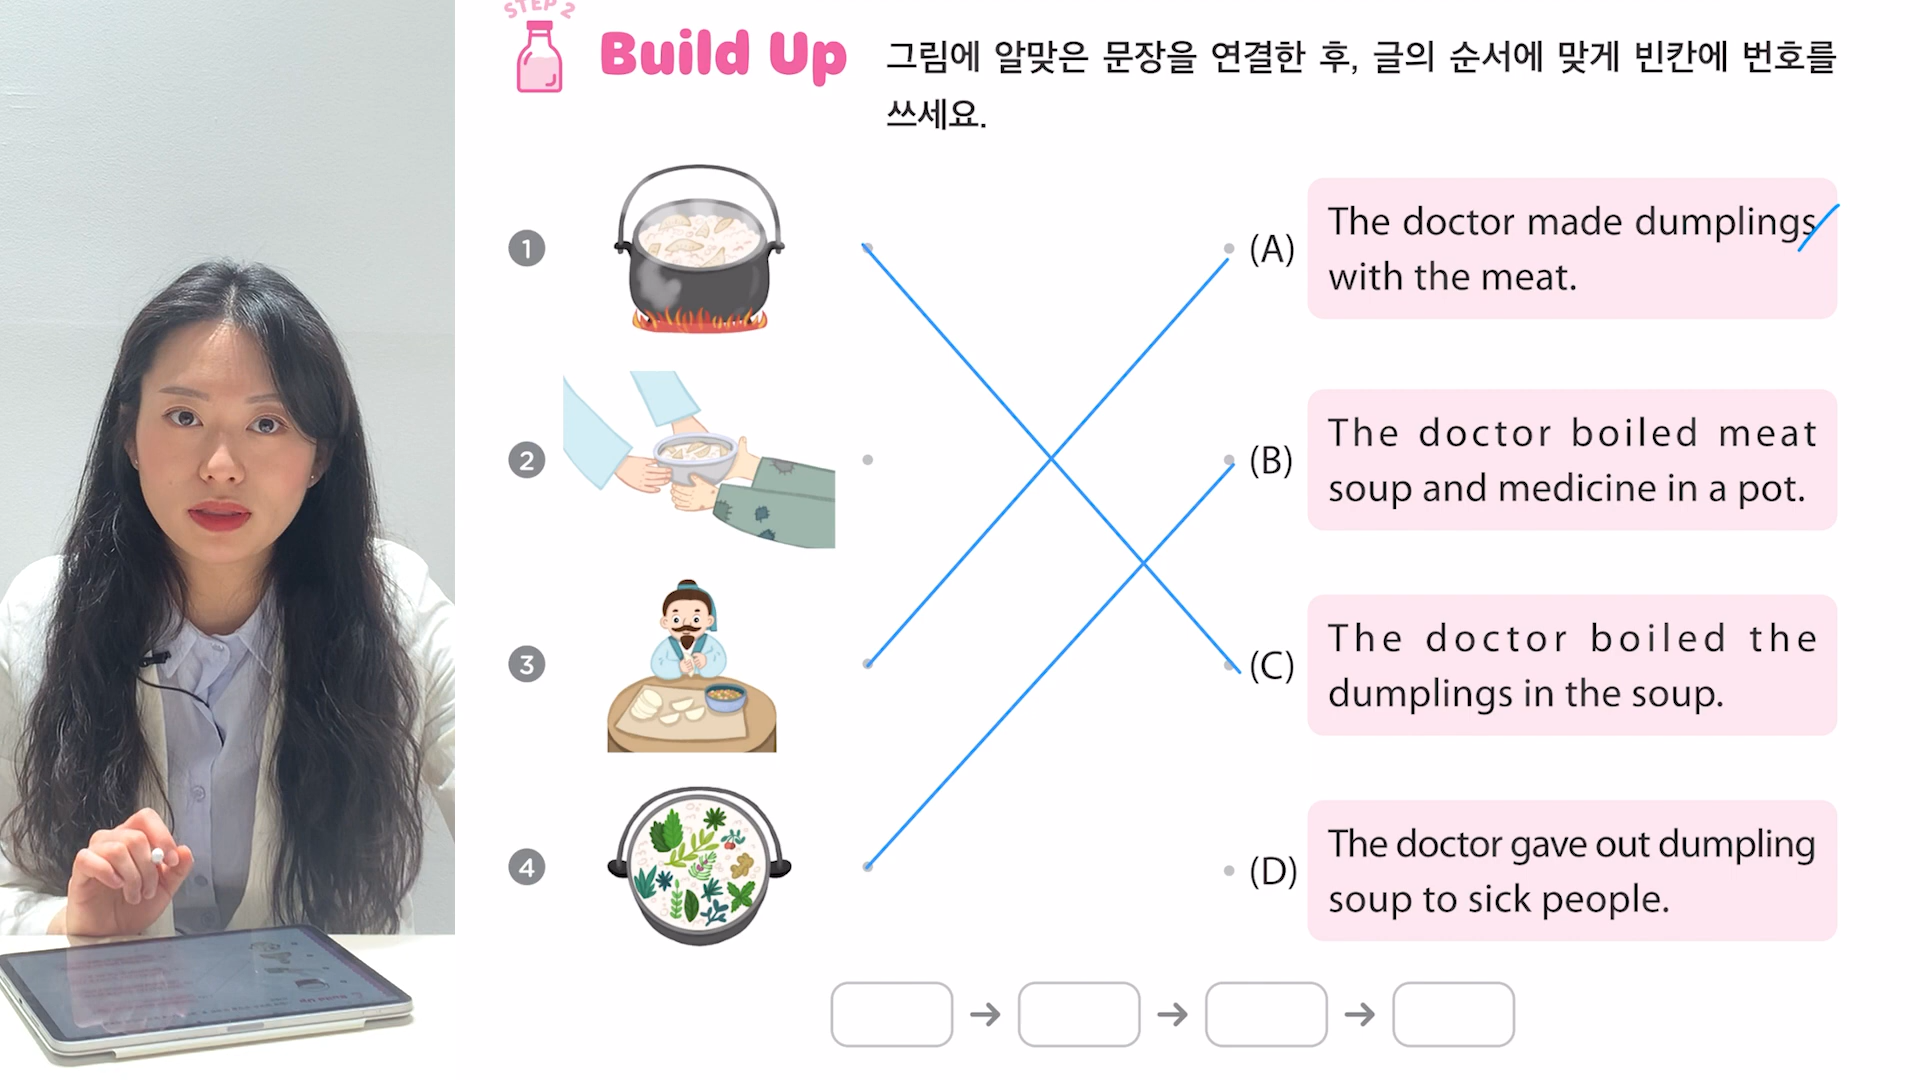 STEP 2
Build Up
그림에 알맞은 문장을 연결한 후, 글의 순서에 맞게 빈칸에 번호를
쓰세요.
1
(A)
The doctor made dumplings
with the meat.
2
(B)
The doctor boiled meat
soup and medicine in a pot.
3
(C)
The doctor boiled the
dumplings in the soup.
4
(D)
The doctor gave out dumpling
soup to sick people.